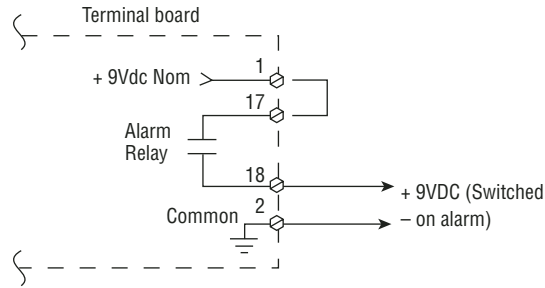 Terminal board
1
+ 9Vdc Nom
17
Alarm
Relay
18
+ 9VDC (Switched
2
Common
– on alarm)